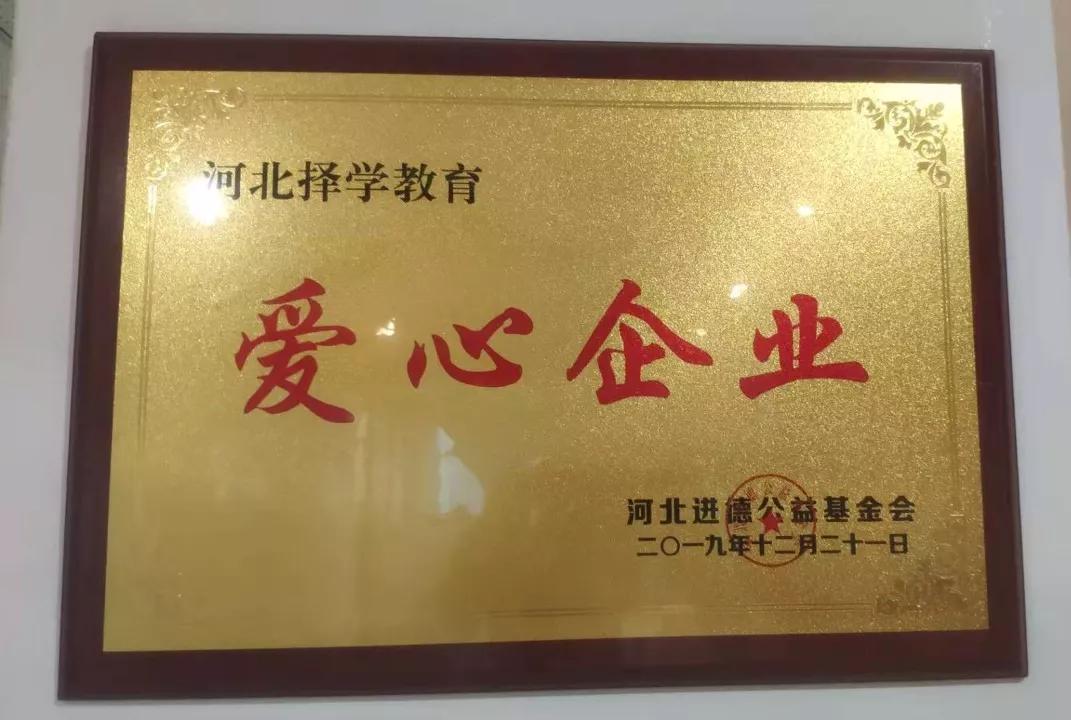 河北择学教育
爱心企业
河北进德公益基金会
二〇一九年十二月二十一日